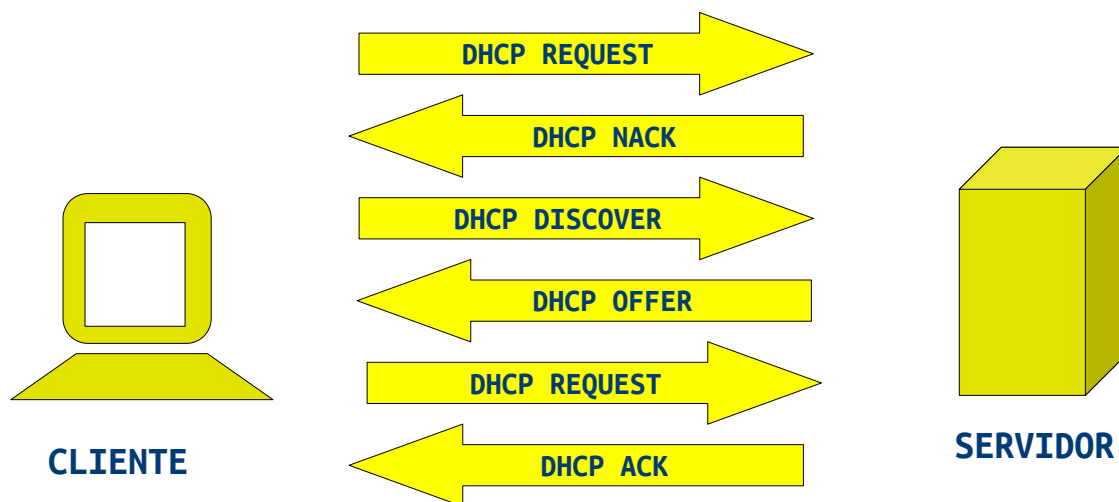 DHCP REQUEST
DHCP NACK
DHCP DISCOVER
DHCP OFFER
DHCP REQUEST
DHCP ACK
CLIENTE
SERVIDOR